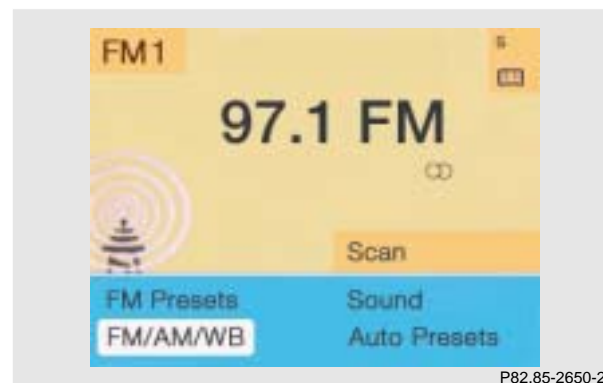 FM1
97.1 FM
Scan
FM Presets Sound
FM/AM/WB Auto Presets
P82.85-2650-2